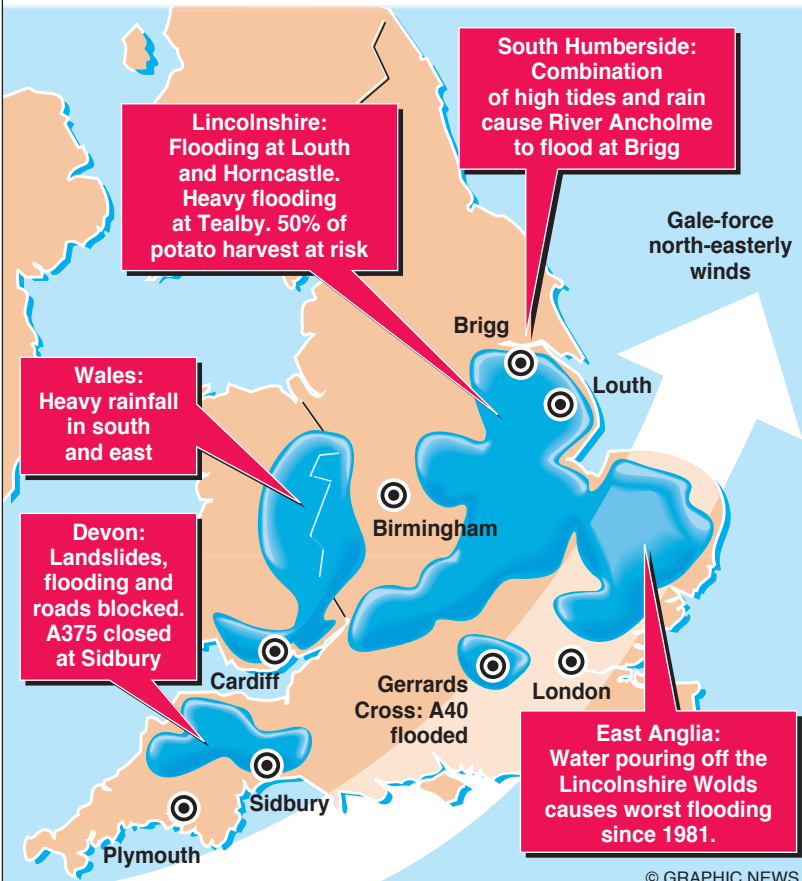 South Humberside:
Combination
of high tides and rain
cause River Ancholme
to flood at Brigg
Lincolnshire:
Flooding at Louth
and Horncastle.
Heavy flooding
at Tealby. 50% of
potato harvest at risk
Gale-force
north-easterly
winds
Brigg
Louth
Wales:
Heavy rainfall
in south
and east
Birmingham
Devon:
Landslides,
flooding and
roads blocked.
A375 closed
at Sidbury
Cardiff
Gerrards
Cross: A40
flooded
London
East Anglia:
Water pouring off the
Lincolnshire Wolds
causes worst flooding
since 1981.
Sidbury
Plymouth
© GRAPHIC NEWS